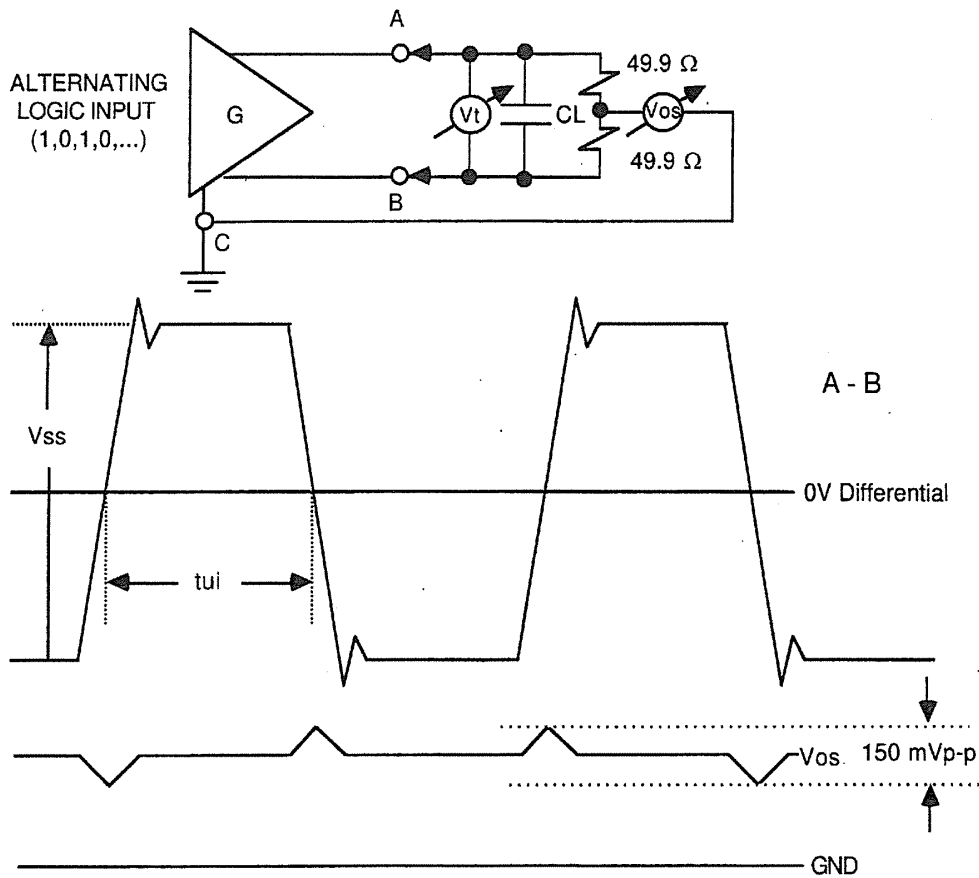 A
ALTERNATING
LOGIC INPUT
(1,0,1,0,...)
G
49.9 Ω
Vt
CL
Vos
49.9 Ω
B
C
A - B
Vss
0V Differential
tui
Vos.
150 mVp-p
GND